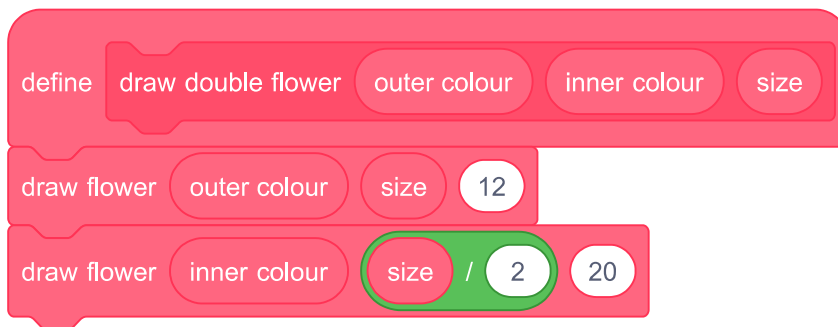 define draw double flower outer colour inner colour size
draw flower outer colour size 12
draw flower inner colour size / 2 20